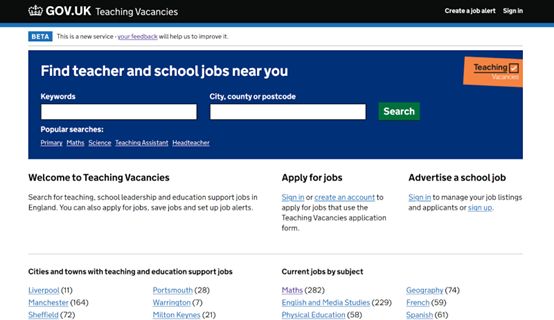 GOV.UK Teaching Vacancies
Create a job alert Sign in
BETA This is a new service - your feedback will help us to improve it.
Find teacher and school jobs near you
Teaching
Vacancies
Keywords
City, county or postcode
Search
Popular searches:
Primary Maths Science Teaching Assistant Headteacher
Welcome to Teaching Vacancies
Search for teaching, school leadership and education support jobs in
England. You can also apply for jobs, save jobs and set up job alerts.
Apply for jobs
Sign in or create an account to
apply for jobs that use the
Teaching Vacancies application
form.
Advertise a school job
Sign in to manage your job listings
and applicants or sign up.
Cities and towns with teaching and education support jobs
Liverpool (11)
Manchester (164)
Sheffield (72)
Portsmouth (28)
Warrington (7)
Milton Keynes (21)
Current jobs by subject
Maths (282)
English and Media Studies (229)
Physical Education (58)
Geography (74)
French (59)
Spanish (61)